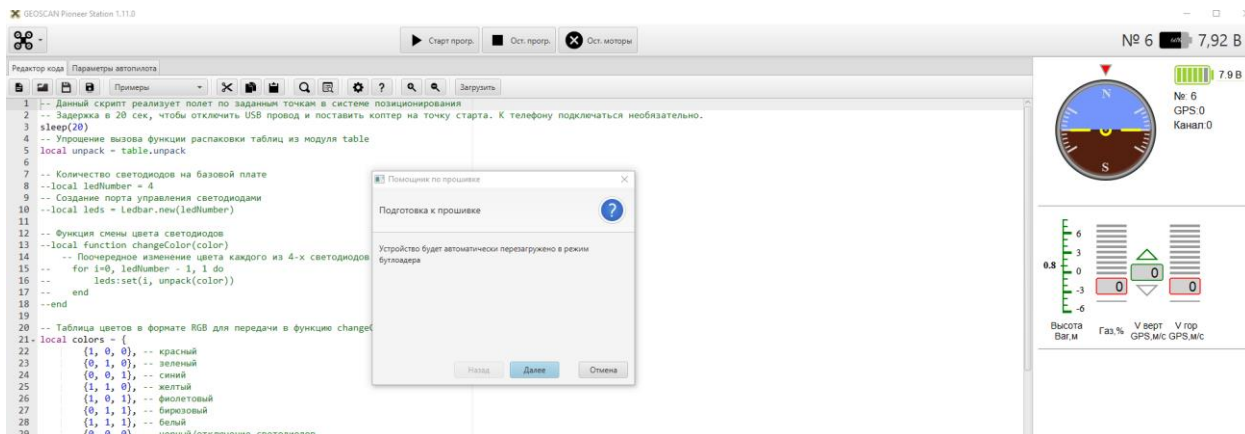 GEOSCAN Pioneer Station 1.11.0
Старт прогр. Ост. прогр. Ост. моторы
№ 6 7,92 В
Редактор кода Параметры автопилота
Примеры Загрузить
1 -- Данный скрипт реализует полет по заданным точкам в системе позиционирования
2 -- Задержка в 20 сек, чтобы отключить USB провод и поставить коптер на точку старта. К телефону подключаться необязательно.
3 sleep(20)
4 -- Упрощение вызова функции распаковки таблиц из модуля table
5 local unpack = table.unpack
6
7 -- Количество светодиодов на базовой плате
8 --local ledNumber = 4
9 -- Создание порта управления светодиодами
10 --local leds = Ledbar.new(ledNumber)
11
12 -- Функция смены цвета светодиодов
13 --local function changeColor(color)
14 -- Поочередное изменение цвета каждого из 4-х светодиодов
15 -- for i=0, ledNumber - 1, 1 do
16 -- leds:set(i, unpack(color))
17 -- end
18 --end
19
20 -- Таблица цветов в формате RGB для передачи в функцию change
21 local colors = {
22 {1, 0, 0}, -- красный
23 {0, 1, 0}, -- зеленый
24 {0, 0, 1}, -- синий
25 {1, 1, 0}, -- желтый
26 {1, 0, 1}, -- фиолетовый
27 {0, 1, 1}, -- бирюзовый
28 {1, 1, 1}, -- белый
Помощник по прошивке
Подготовка к прошивке
?
Устройство будет автоматически перезагружено в режим
бутлоадера
Назад Далее Отмена
N
S
7.9 В
№: 6
GPS:0
Канал:0
6
3
0.8 0
-3
-6
0 0 0
Высота Газ,% V верт V гор
Bar,м GPS,м/с GPS,м/с